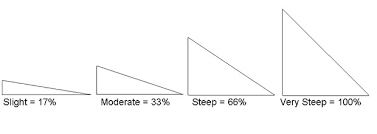 Slight = 17%
Moderate = 33%
Steep = 66%
Very Steep = 100%